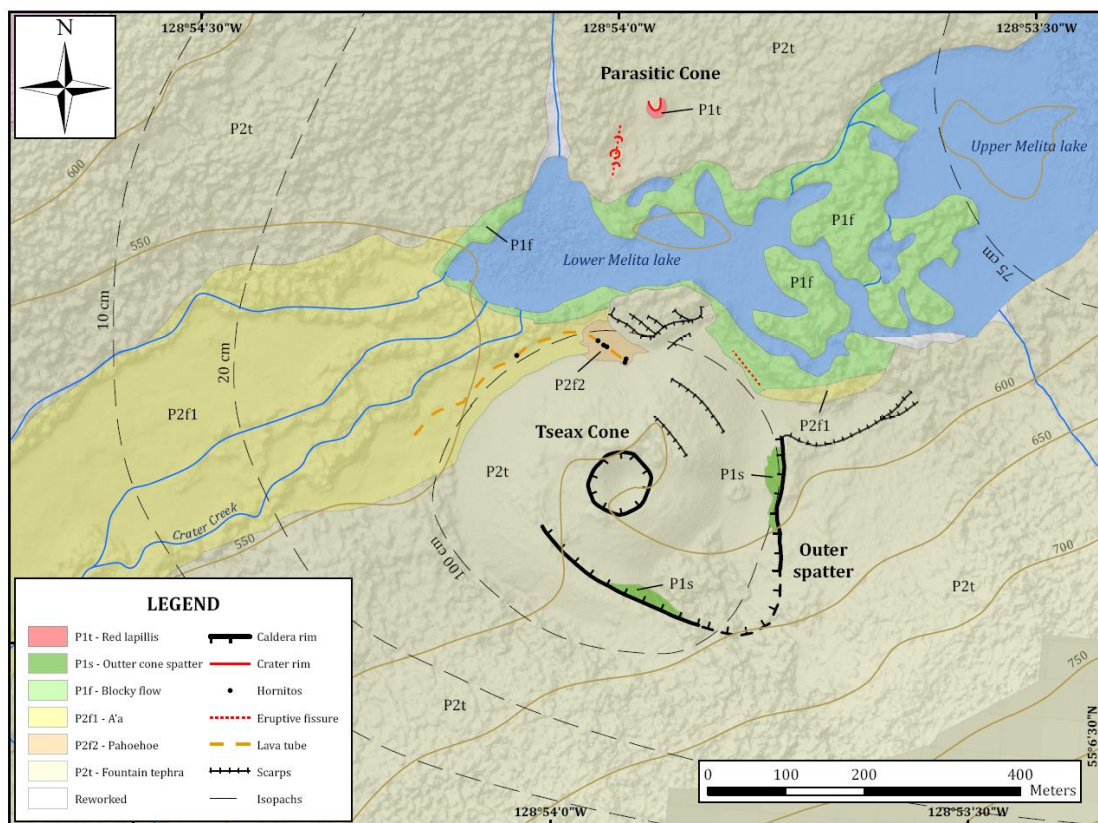 128°54'30"W
128°54'0"W
128°53'30"W
N
P2t
Parasitic Cone
P1t
P2t
Upper Melita lake
600
P1f
550
P1f
Lower Melita lake
P1f
75 cm
10 cm
20 cm
P2f2
P2f1
600
P2f1
Tseax Cone
650
P2t
P1s
Crater Creek
550
700
100 cm
Outer
spatter
P1s
P2t
750
P2t
LEGEND
P1t - Red lapillis
P1s - Outter cone spatter
P1f - Blocky flow
P2f1 - A'a
P2f2 - Pahoehoe
P2t - Fountain tephra
Reworked
Caldera rim
Crater rim
Hornitos
Eruptive fissure
Lava tube
Scarps
Isopachs
55°6'30"N
0 100 200 400
Meters
128°54'0"W
128°53'30"W